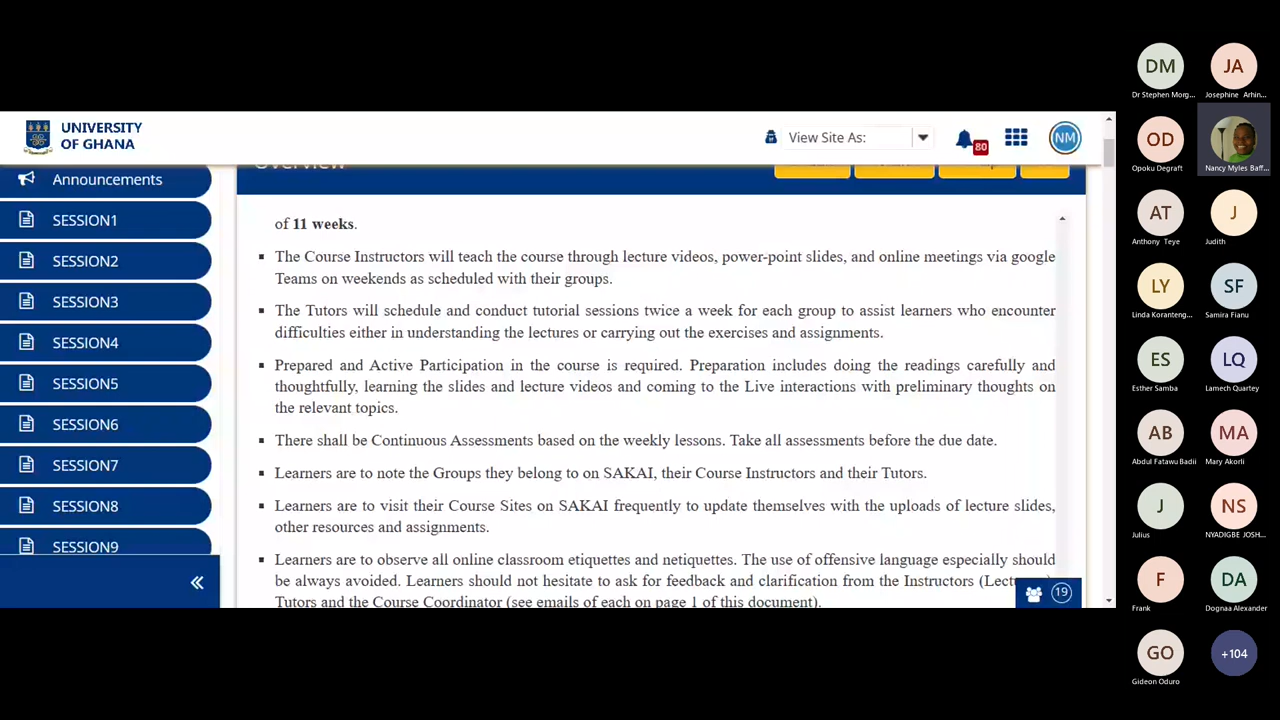 UNIVERSITY
OF GHANA
View Site As:
80
NM
Announcements
SESSION1
SESSION2
SESSION3
SESSION4
SESSION5
SESSION6
SESSION7
SESSION8
SESSION9
Overview
of 11 weeks.
The Course Instructors will teach the course through lecture videos, power-point slides, and online meetings via google
Teams on weekends as scheduled with their groups.
The Tutors will schedule and conduct tutorial sessions twice a week for each group to assist learners who encounter
difficulties either in understanding the lectures or carrying out the exercises and assignments.
Prepared and Active Participation in the course is required. Preparation includes doing the readings carefully and
thoughtfully, learning the slides and lecture videos and coming to the Live interactions with preliminary thoughts on
the relevant topics.
There shall be Continuous Assessments based on the weekly lessons. Take all assessments before the due date.
Learners are to note the Groups they belong to on SAKAI, their Course Instructors and their Tutors.
Learners are to visit their Course Sites on SAKAI frequently to update themselves with the uploads of lecture slides,
other resources and assignments.
Learners are to observe all online classroom etiquettes and netiquettes. The use of offensive language especially should
be always avoided. Learners should not hesitate to ask for feedback and clarification from the Instructors
Tutors and the Course Coordinator (see emails of each on page 1 of this document).
19
DM
Dr Stephen Morg...
JA
Josephine Arhin...
OD
Opoku Degraft
Nancy Myles Baff...
AT
Anthony Teye
J
Judith
LY
Linda Koranteng...
SF
Samira Fianu
ES
Esther Samba
LQ
Lamech Quartey
AB
Abdul Fatawu Badii
MA
Mary Akorli
J
Julius
NS
NYADIGBE JOSH...
F
Frank
DA
Dognaa Alexander
GO
Gideon Oduro
+104